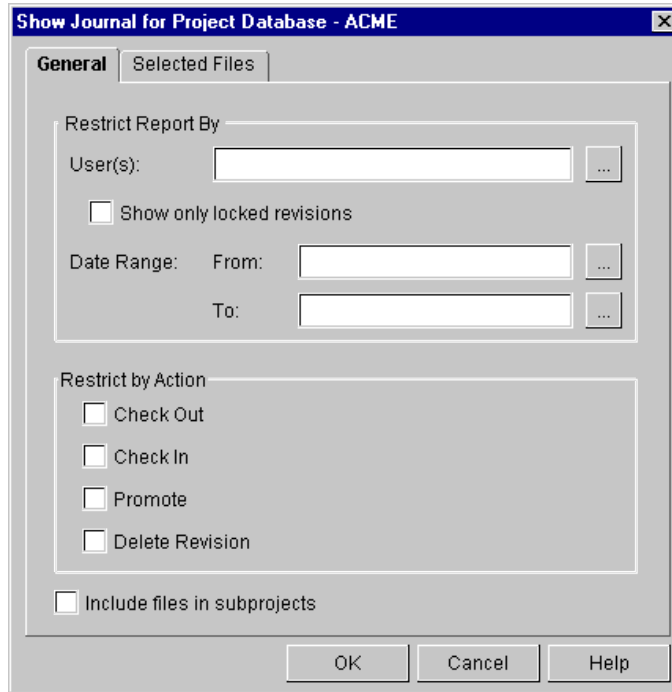 Show Journal for Project Database - ACME
General Selected Files
Restrict Report By
User(s): ...
Show only locked revisions
Date Range: From: ...
To: ...
Restrict by Action
Check Out
Check In
Promote
Delete Revision
Include files in subprojects
OK Cancel Help